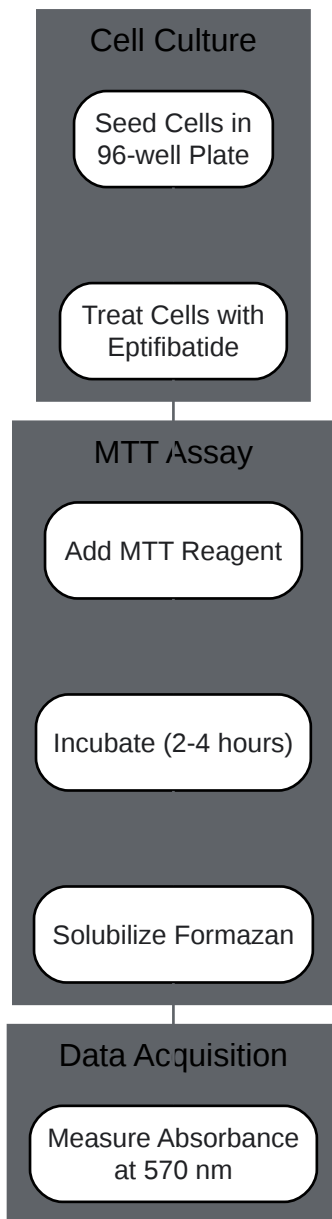 Cell Culture
Seed Cells in
96-well Plate
Treat Cells with
Eptifibatide
MTT Assay
Add MTT Reagent
Incubate (2-4 hours)
Solubilize Formazan
Data Acquisition
Measure Absorbance
at 570 nm